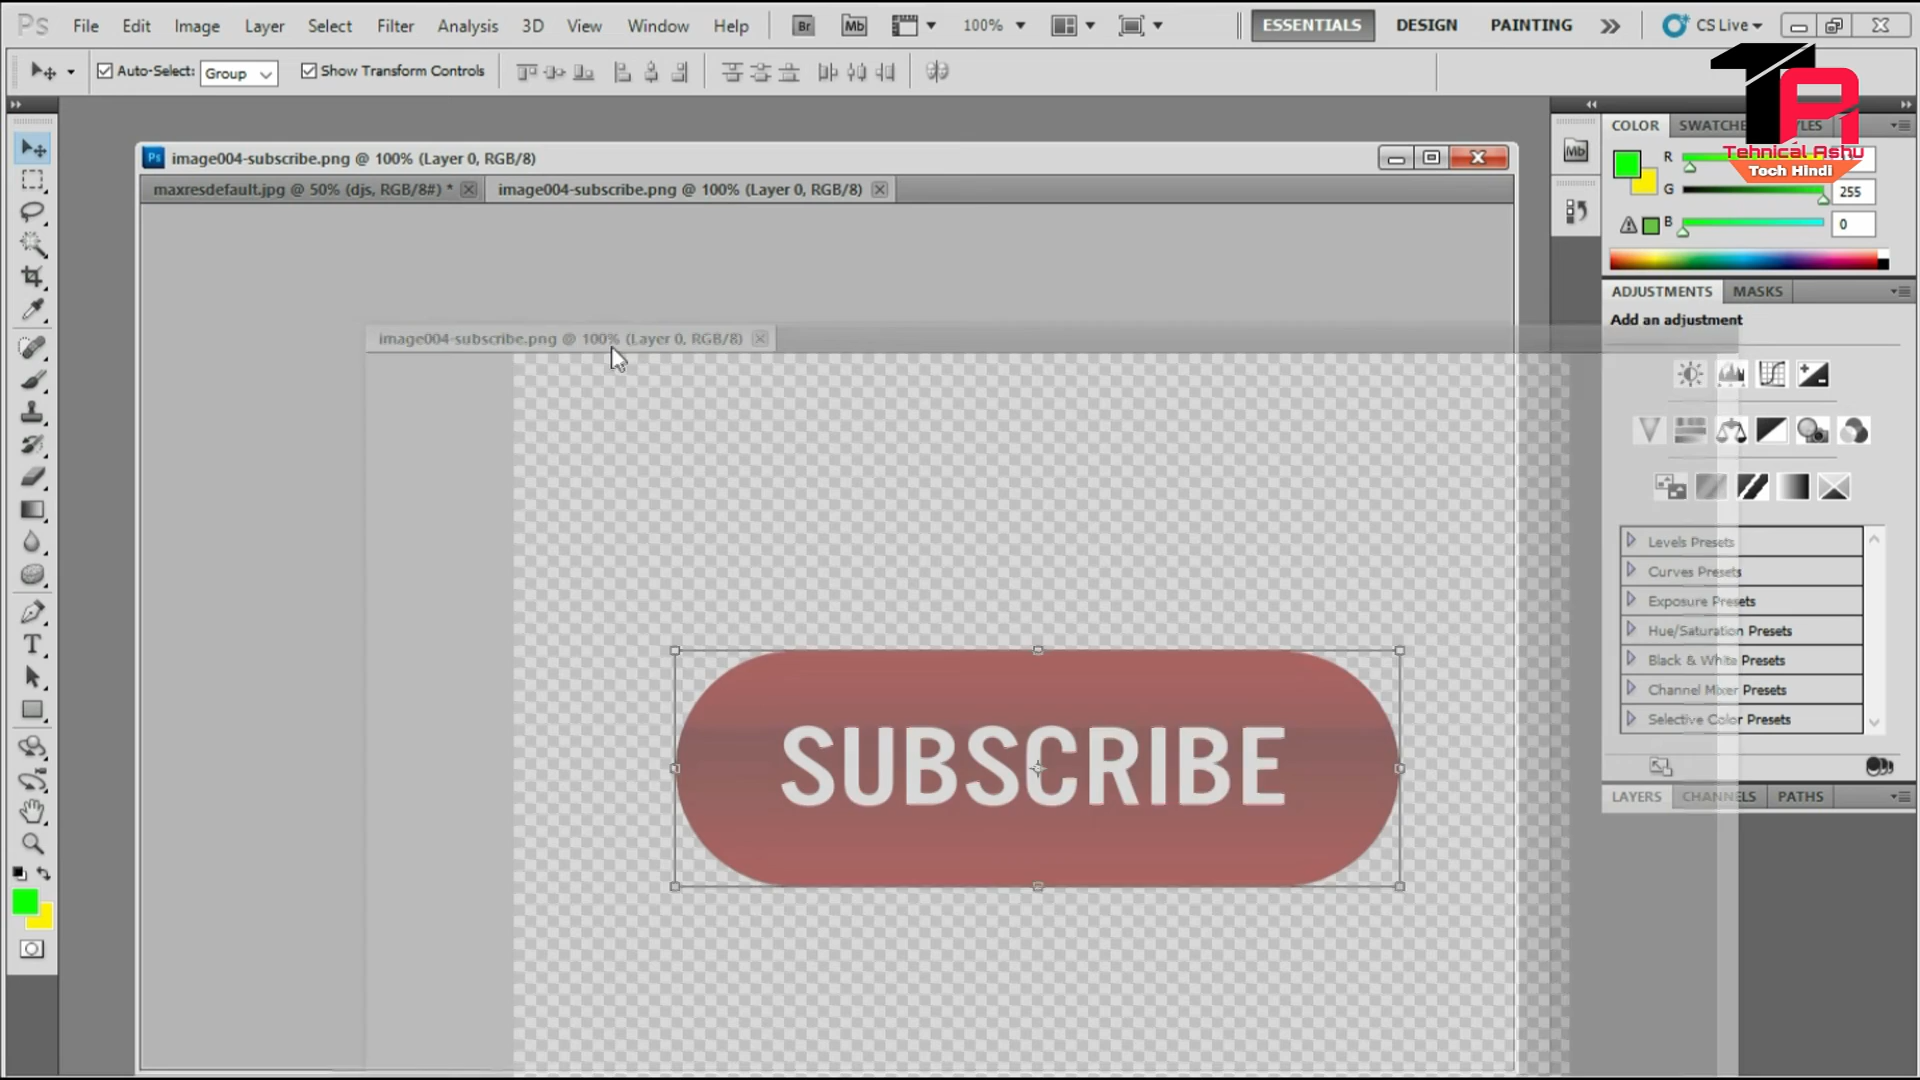 Ps File Edit Image Layer Select Filter Analysis 3D View Window Help Br Mb 100% ESSENTIALS DESIGN PAINTING CS Live
Auto-Select: Group Show Transform Controls
TA
Tehnical Ashu
Toch Hindi
Ps image004-subscribe.png @ 100% (Layer 0, RGB/8)
maxresdefault.jpg @ 50% (djs, RGB/8#) * image004-subscribe.png @ 100% (Layer 0, RGB/8)
image004-subscribe.png @ 100% (Layer 0, RGB/8)
SUBSCRIBE
Mb
COLOR
R
G 255
B 0
ADJUSTMENTS MASKS
Add an adjustment
Levels Presets
Curves Presets
Exposure Presets
Hue/Saturation Presets
Black & White Presets
Channel Mixer Presets
Selective Color Presets
LAYERS CHANNELS PATHS
T